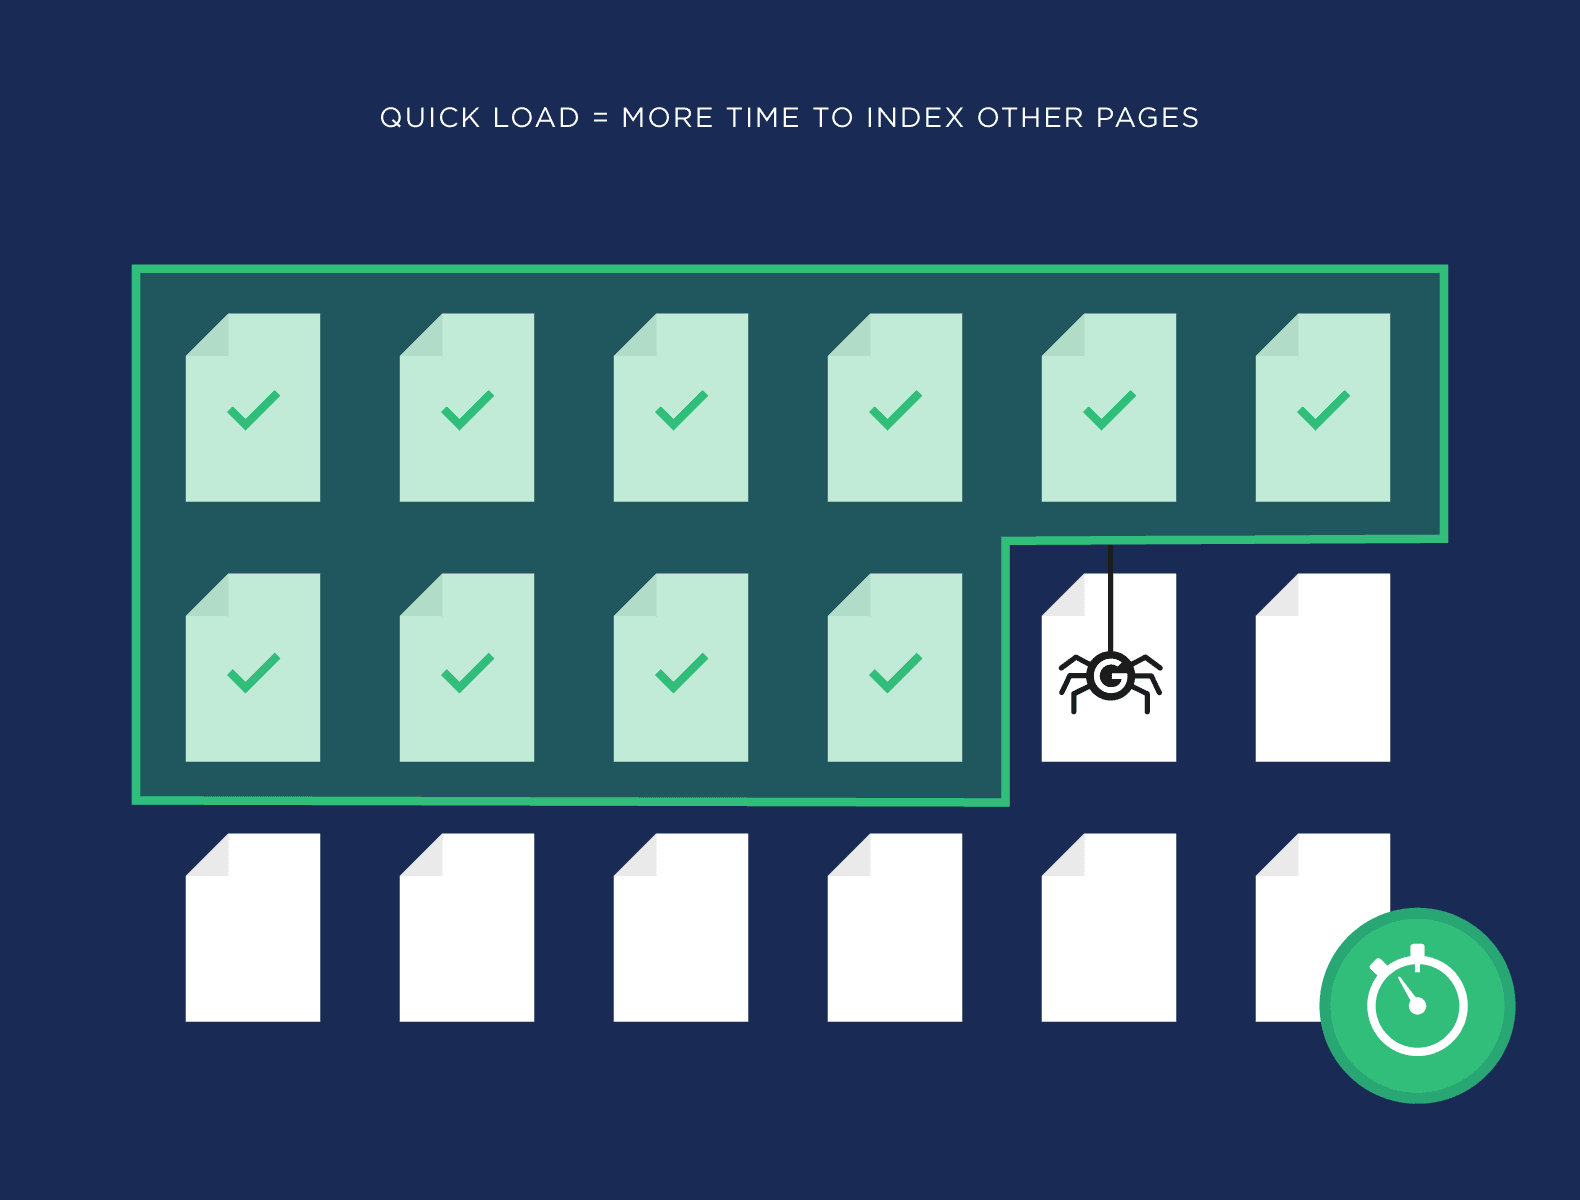 QUICK LOAD = MORE TIME TO INDEX OTHER PAGES
G